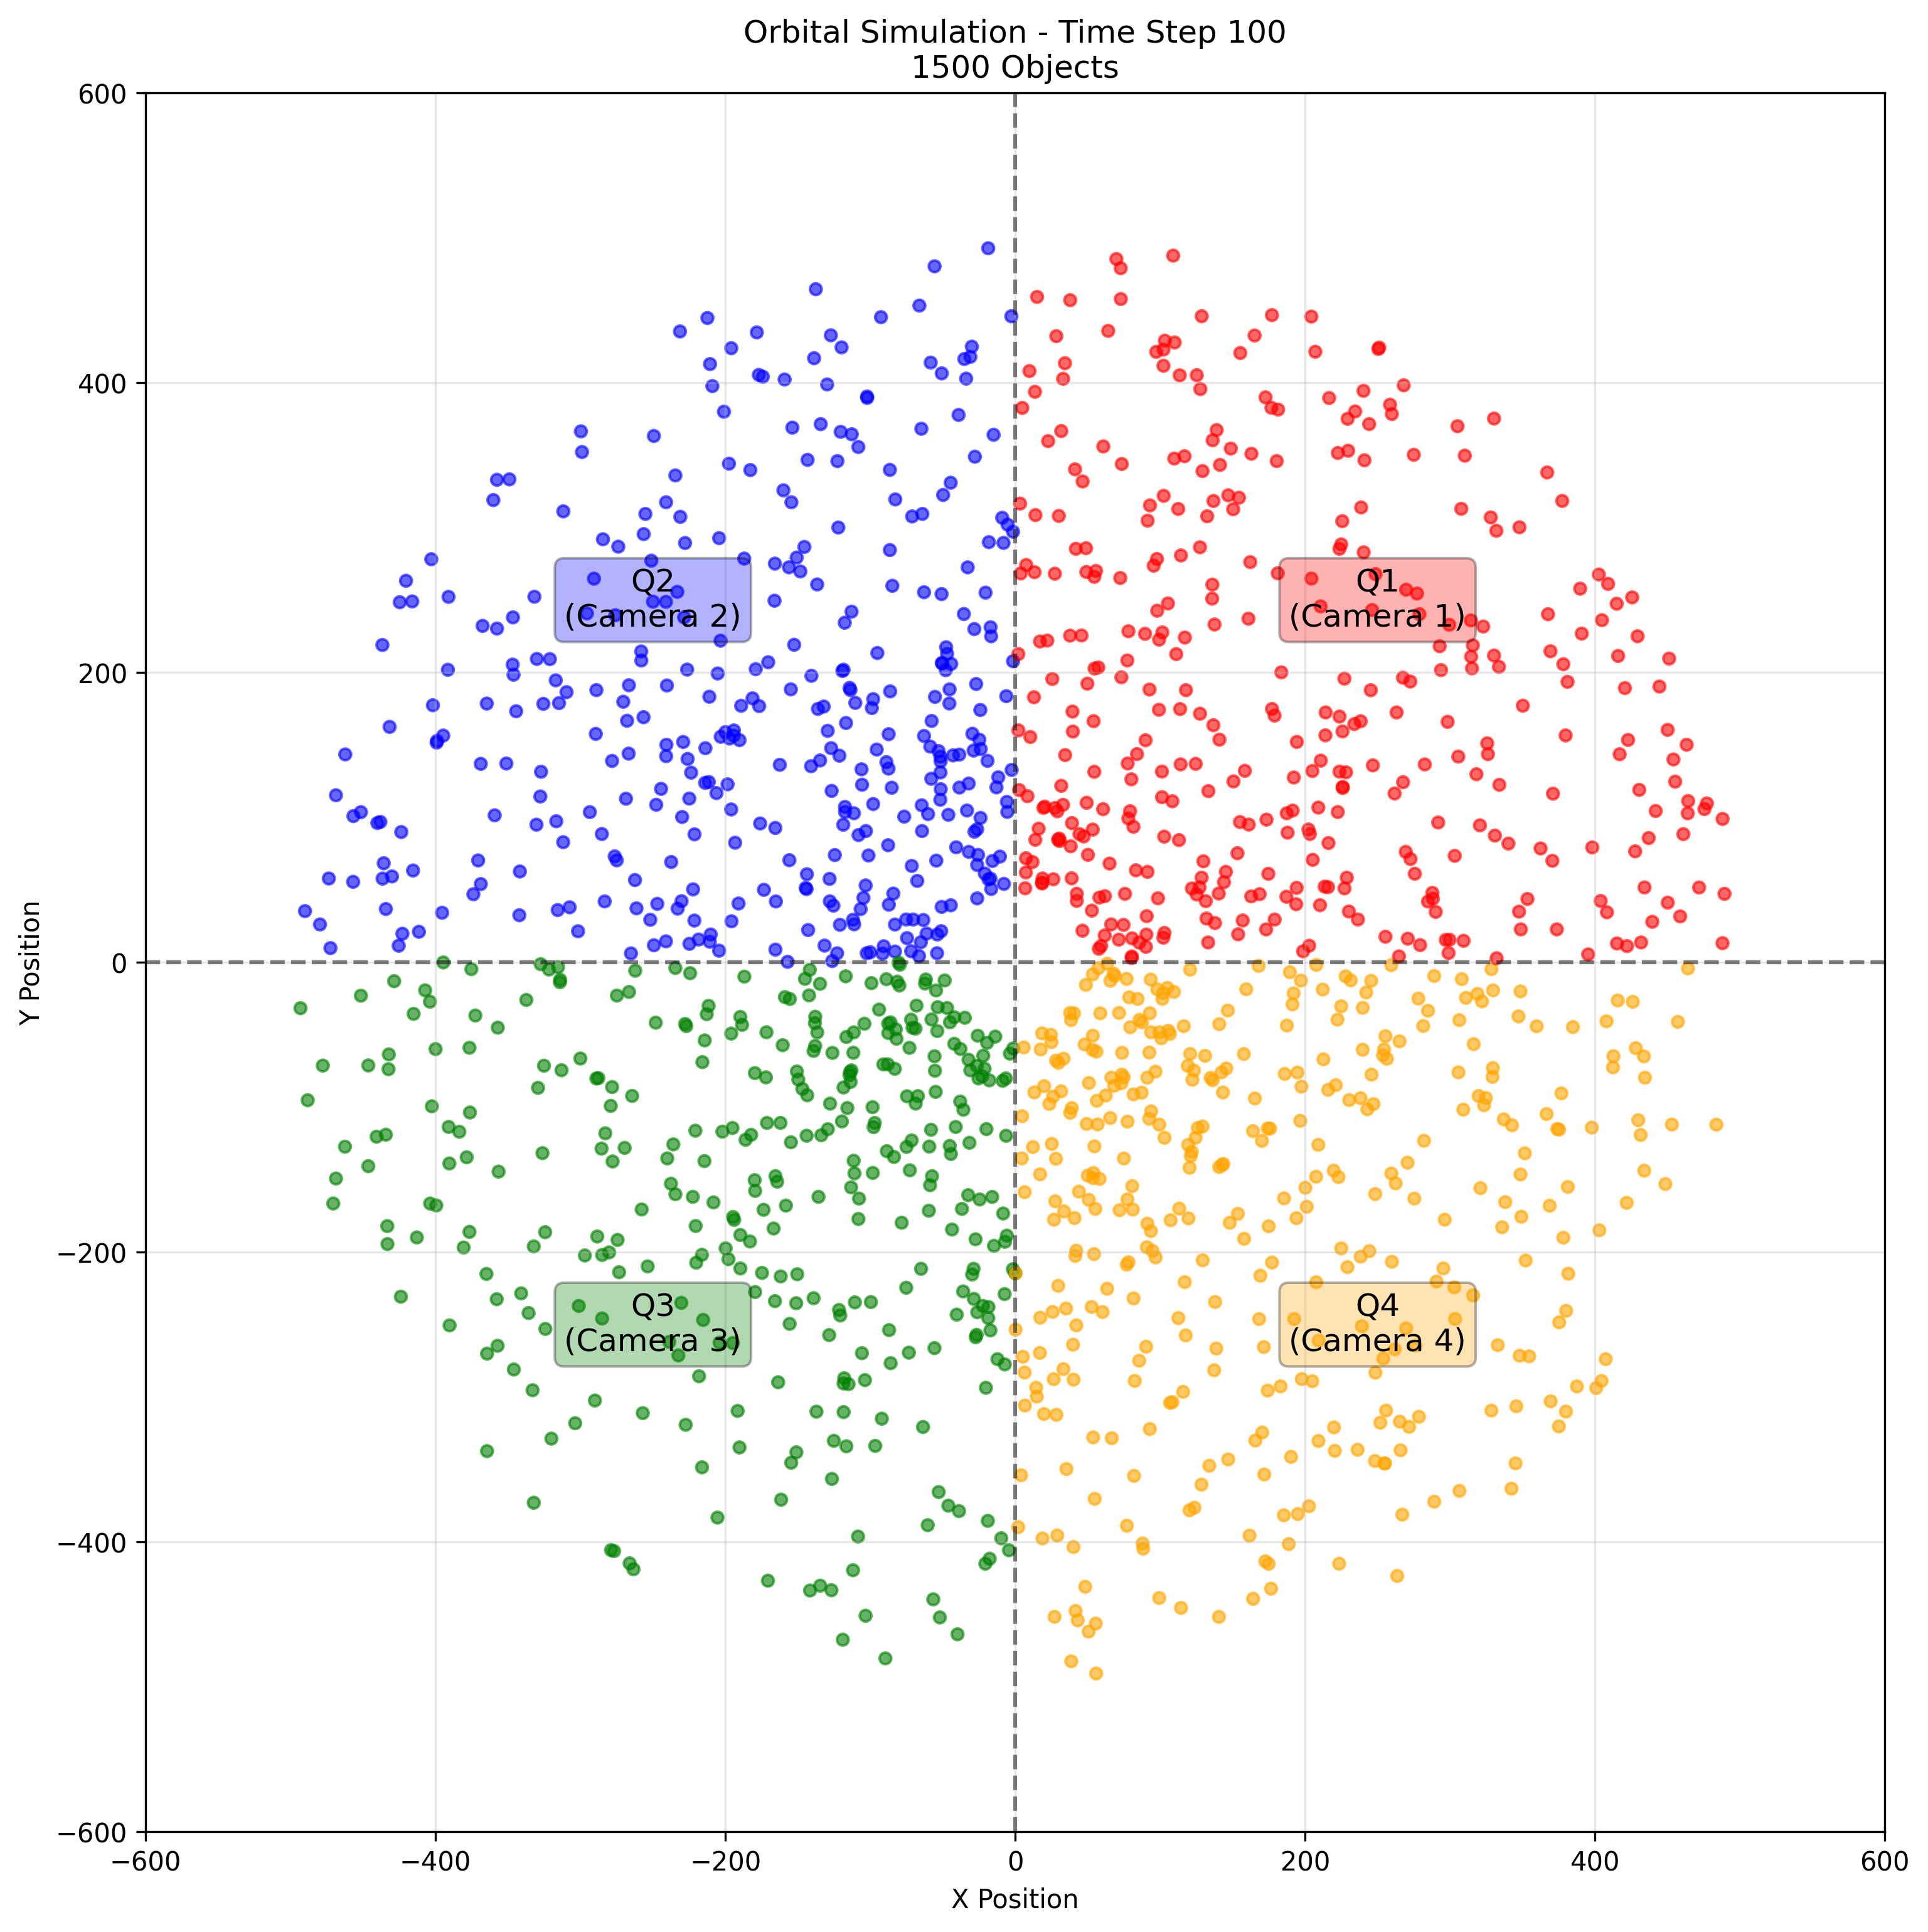 Orbital Simulation - Time Step 100
1500 Objects
600
400
200
0
−200
−400
−600
Y Position
Q2
(Camera 2)
Q1
(Camera 1)
Q3
(Camera 3)
Q4
(Camera 4)
−600
−400
−200
0
200
400
600
X Position